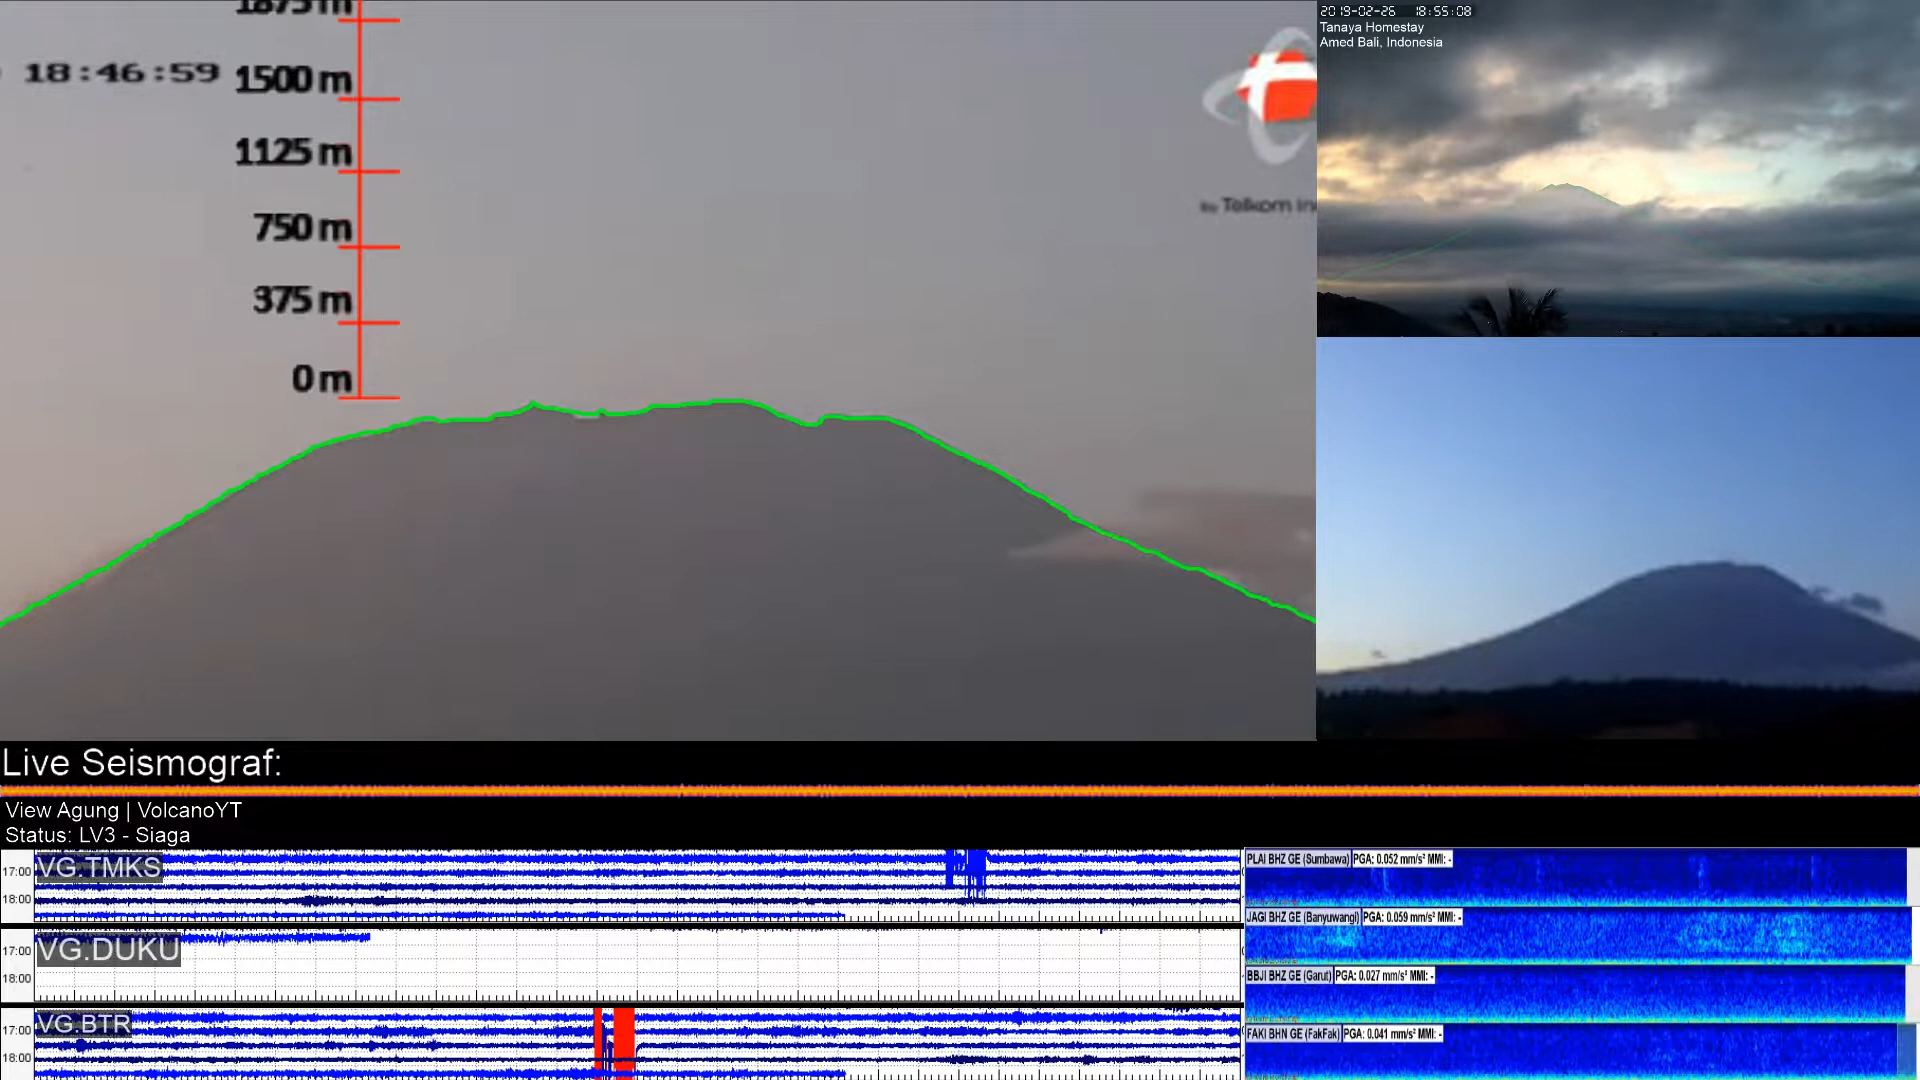 1875 m
18:46:59
1500 m
1125 m
750 m
375 m
0 m
by Telkom In
2019-02-26 18:55:08
Tanaya Homestay
Amed Bali, Indonesia
Live Seismograf:
View Agung | VolcanoYT
Status: LV3 - Siaga
VG.TMKS
17:00
18:00
VG.DUKU
17:00
18:00
VG.BTR
17:00
18:00
PLAI BHZ GE (Sumbawa) PGA: 0.052 mm/s² MMI: -
JAGI BHZ GE (Banyuwangi) PGA: 0.059 mm/s² MMI: -
BBJI BHZ GE (Garut) PGA: 0.027 mm/s² MMI: -
FAKI BHN GE (FakFak) PGA: 0.041 mm/s² MMI: -